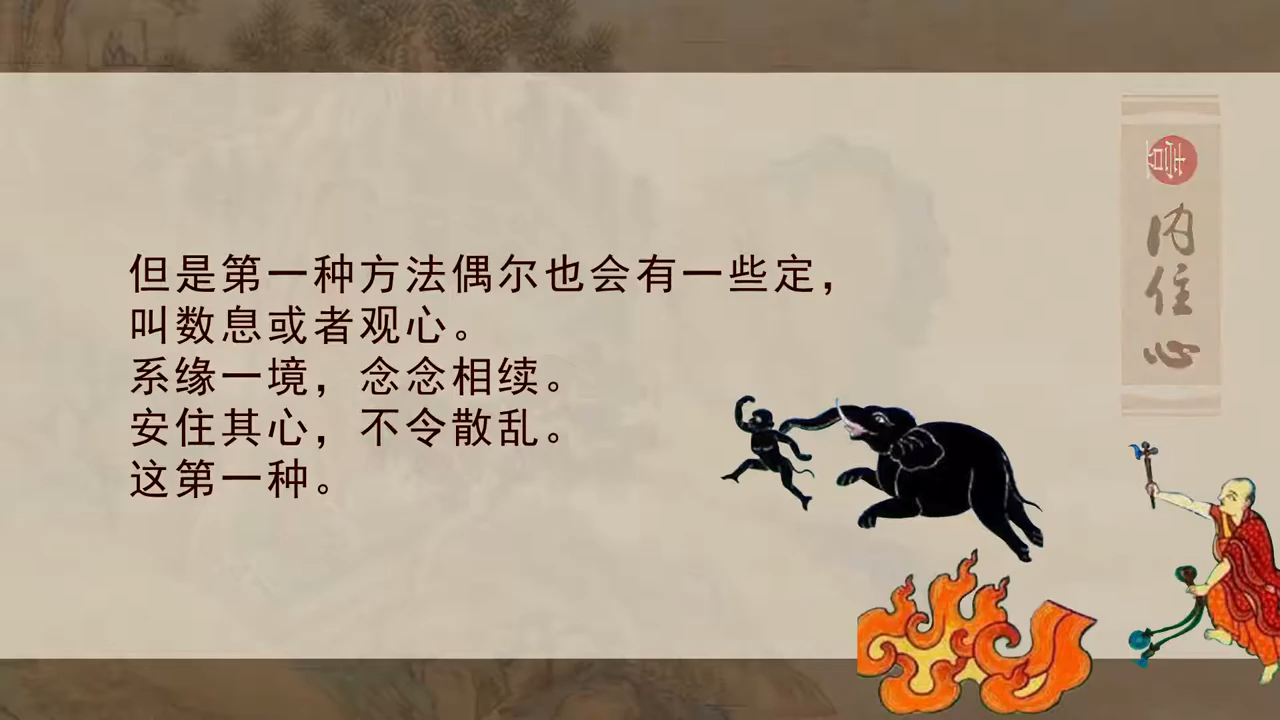 但是第一种方法偶尔也会有一些定，
叫数息或者观心。
系缘一境，念念相续。
安住其心，不令散乱。
这第一种。
内住心